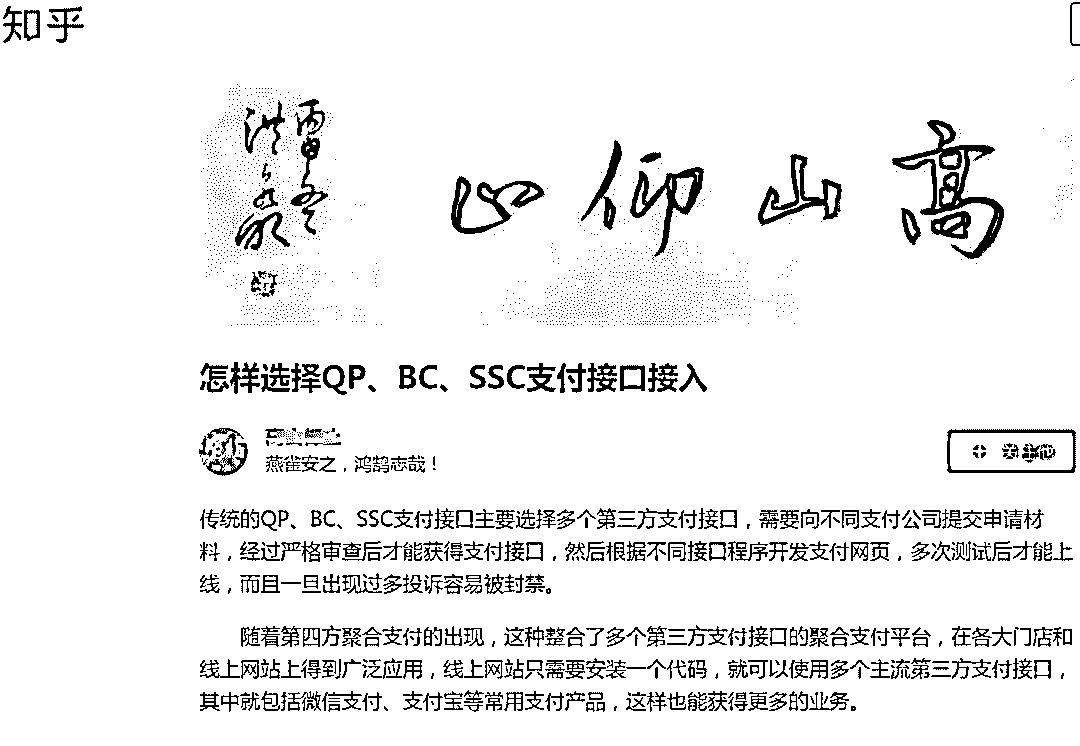 知乎
高山仰止
怎样选择QP、BC、SSC支付接口接入
燕雀安之，鸿鹄志哉！
传统的QP、BC、SSC支付接口主要选择多个第三方支付接口，需要向不同支付公司提交申请材
料，经过严格审查后才能获得支付接口，然后根据不同接口程序开发支付网页，多次测试后才能上
线，而且一旦出现过多投诉容易被封禁。
随着第四方聚合支付的出现，这种整合了多个第三方支付接口的聚合支付平台，在各大门店和
线上网站上得到广泛应用，线上网站只需要安装一个代码，就可以使用多个主流第三方支付接口，
其中就包括微信支付、支付宝等常用支付产品，这样也能获得更多的业务。